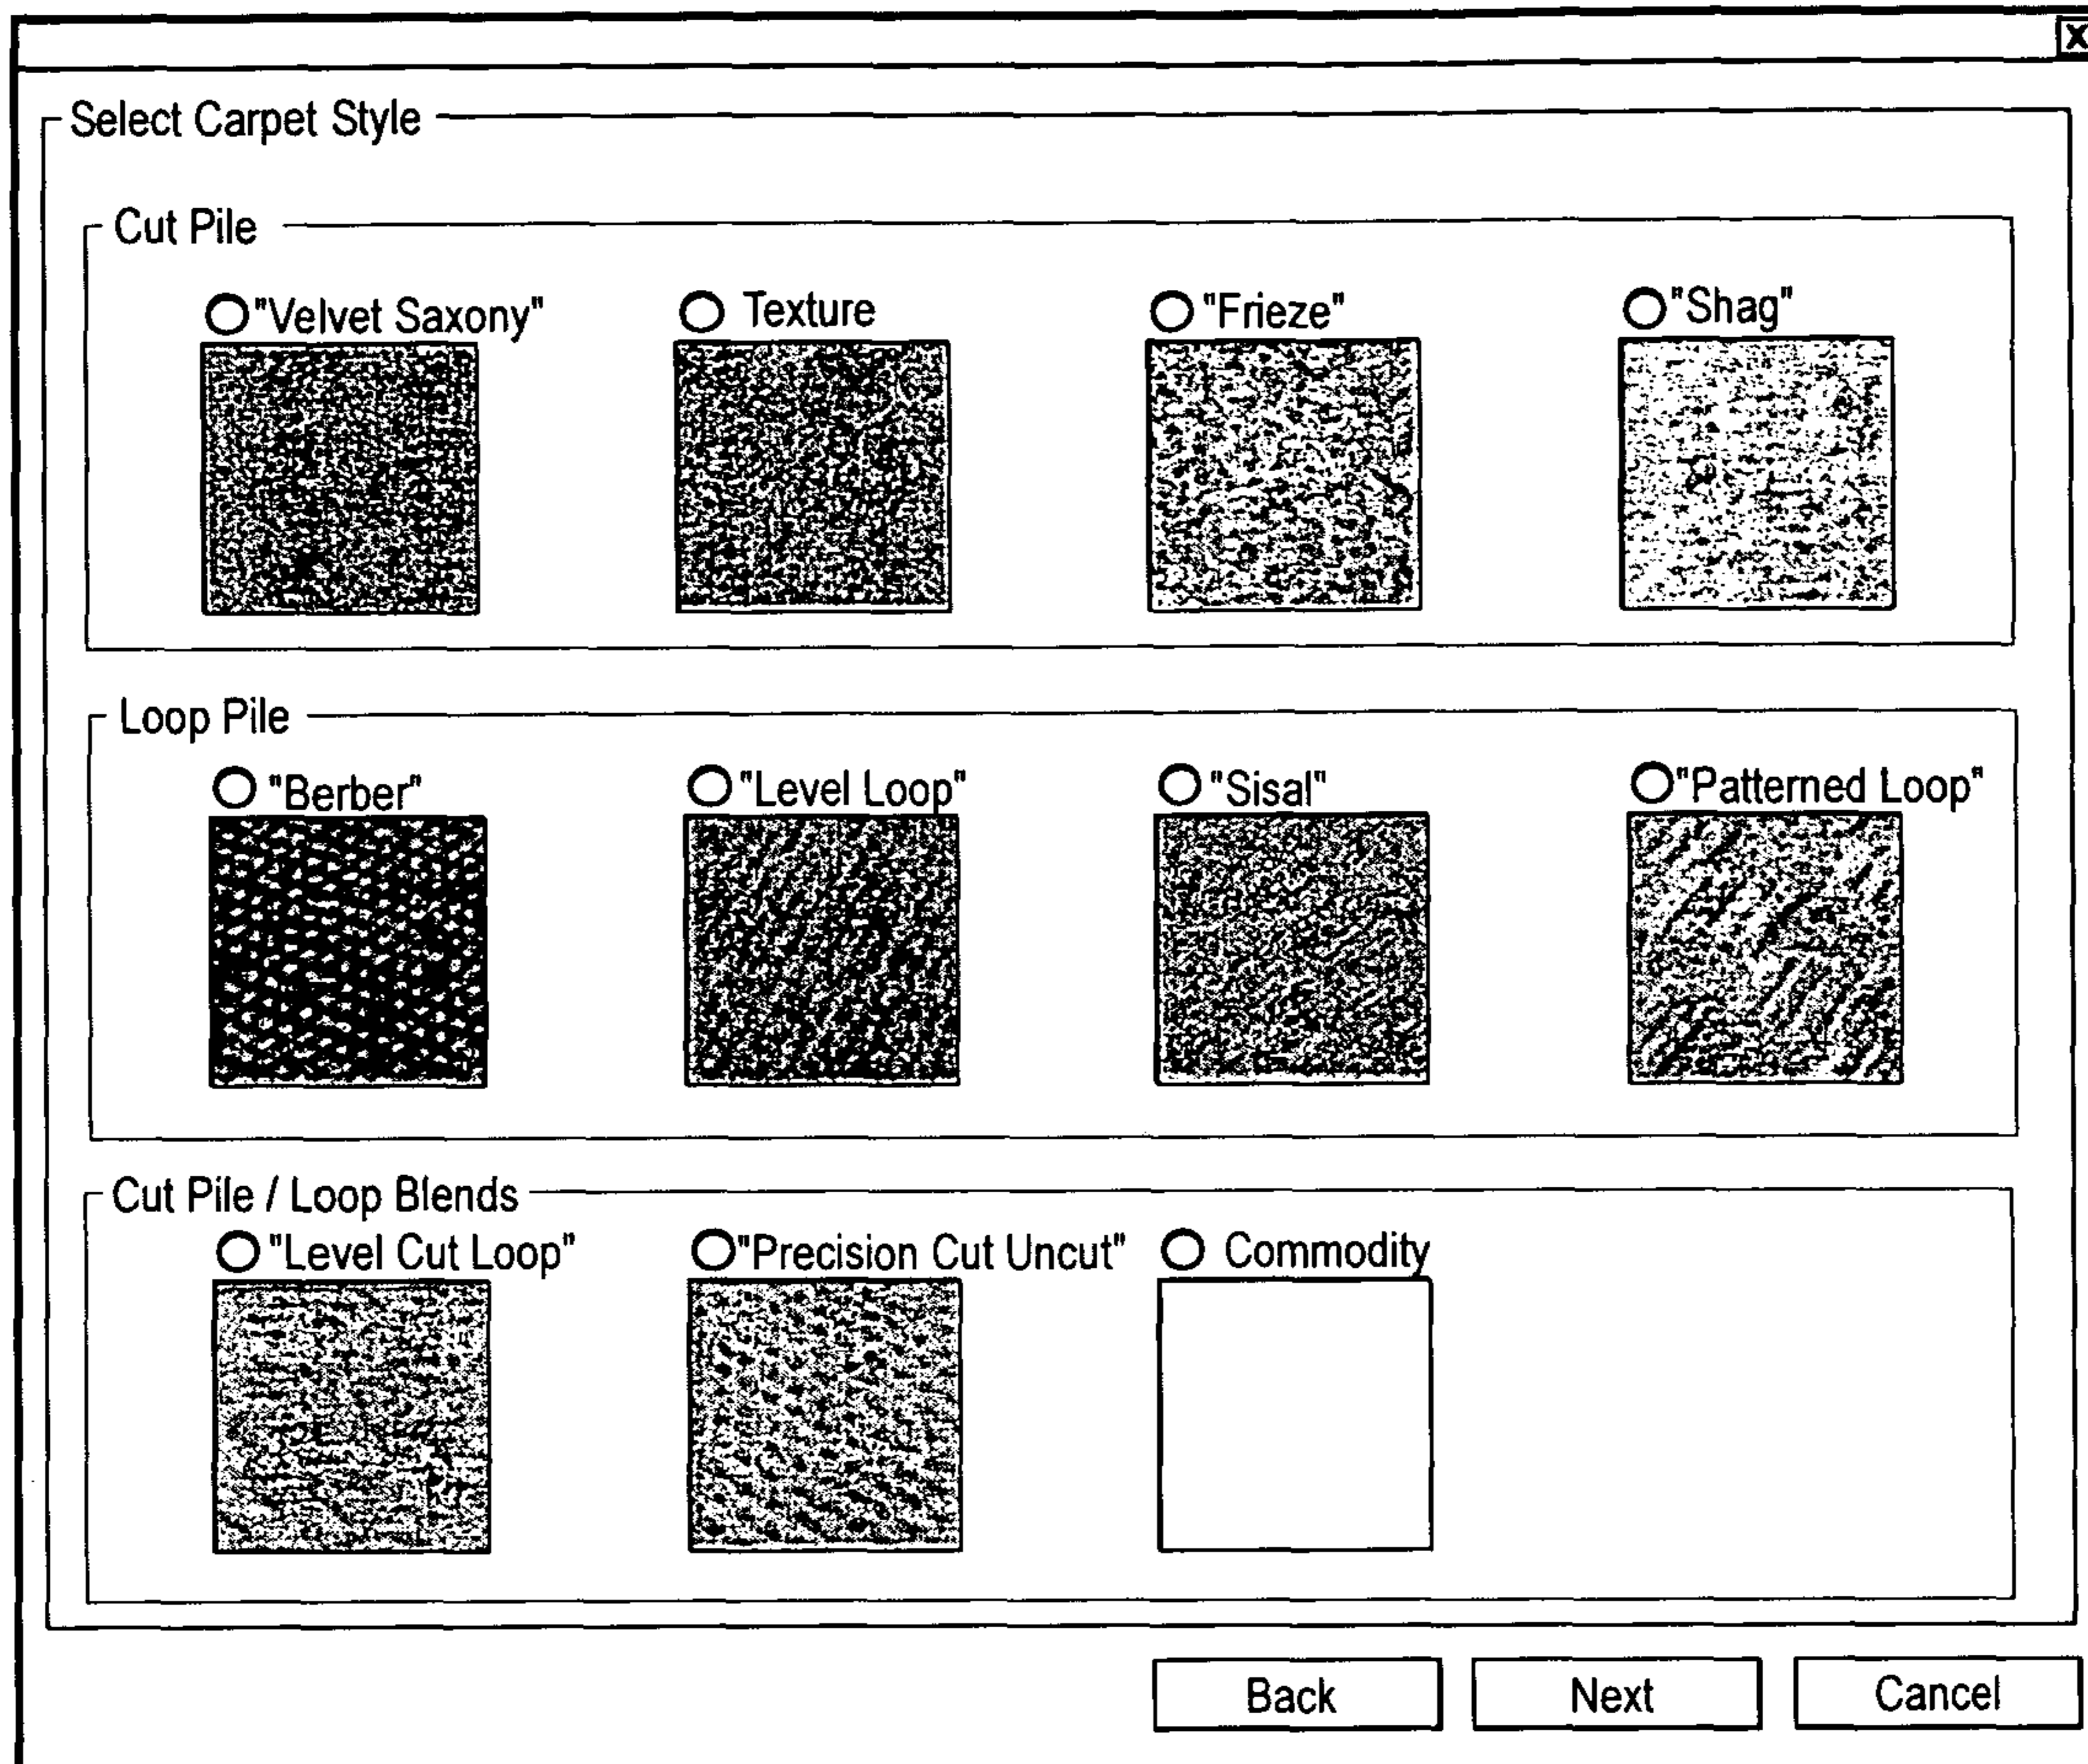 X
Select Carpet Style
Cut Pile
"Velvet Saxony" Texture "Frieze" "Shag"
Loop Pile
"Berber" "Level Loop" "Sisal" "Patterned Loop"
Cut Pile / Loop Blends
"Level Cut Loop" "Precision Cut Uncut" Commodity
Back Next Cancel